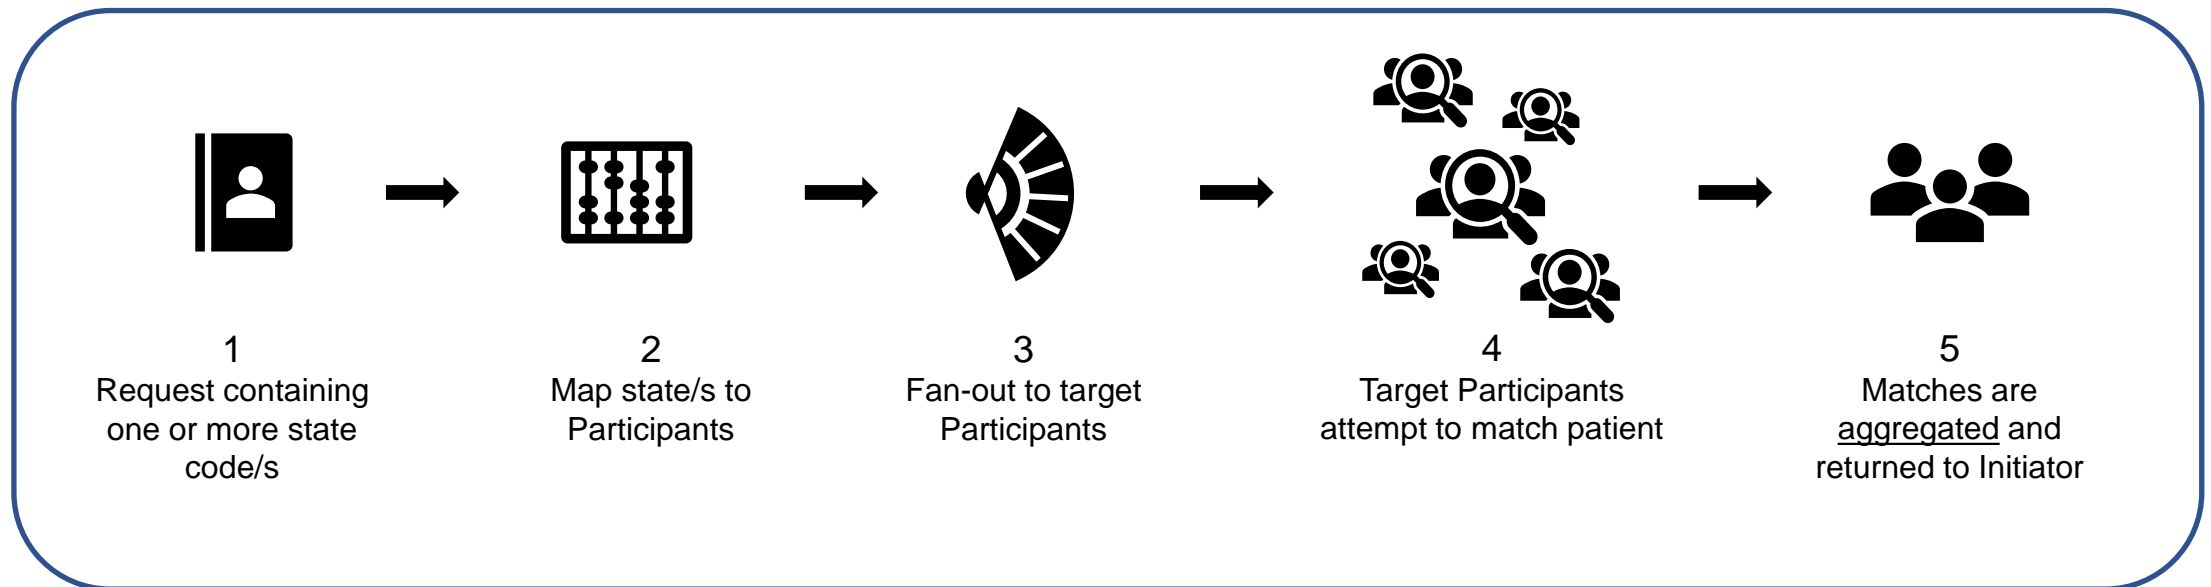 1
Request containing
one or more state
code/s
2
Map state/s to
Participants
3
Fan-out to target
Participants
4
Target Participants
attempt to match patient
5
Matches are
aggregated and
returned to Initiator